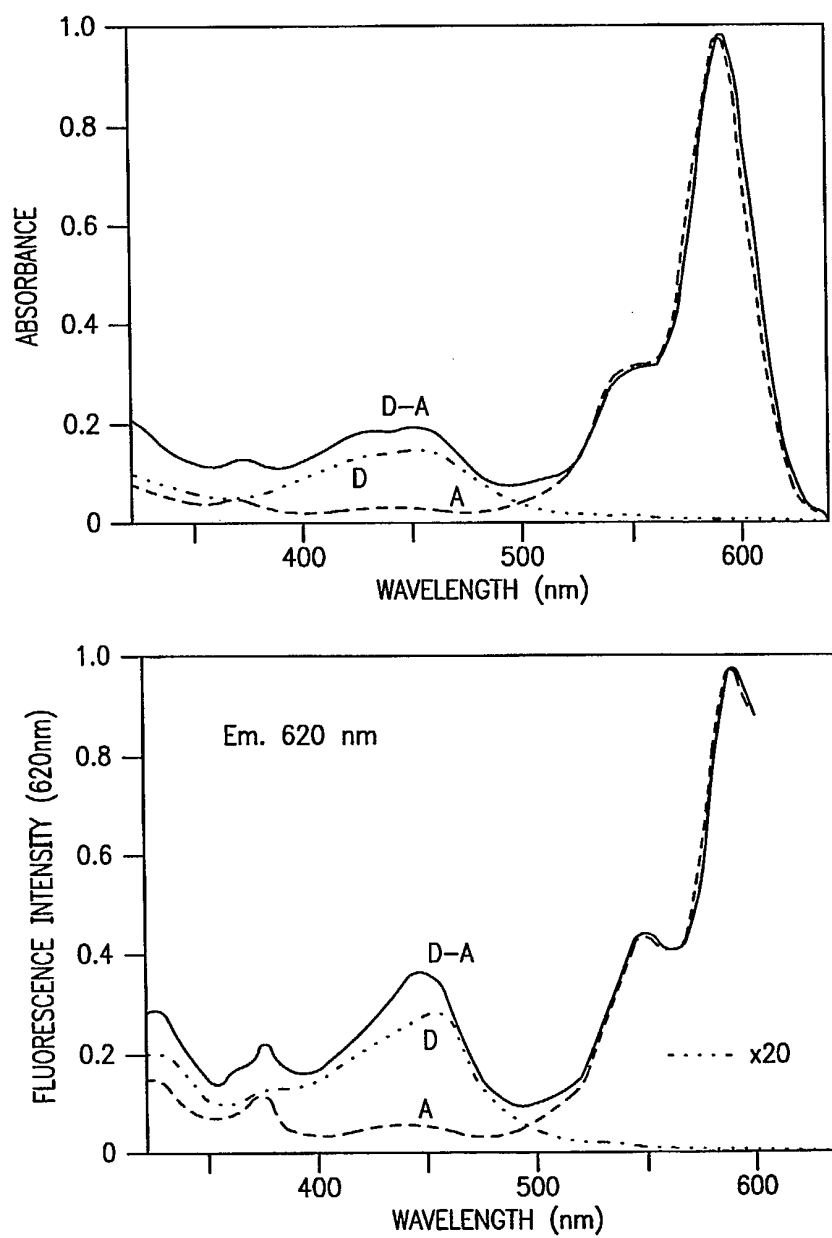 1.0
0.8
0.6
0.4
0.2
0
ABSORBANCE
D-A
D
A
400
500
600
WAVELENGTH (nm)
1.0
0.8
0.6
0.4
0.2
0
FLUORESCENCE INTENSITY (620nm)
Em. 620 nm
D-A
D
A
x20
400
500
600
WAVELENGTH (nm)